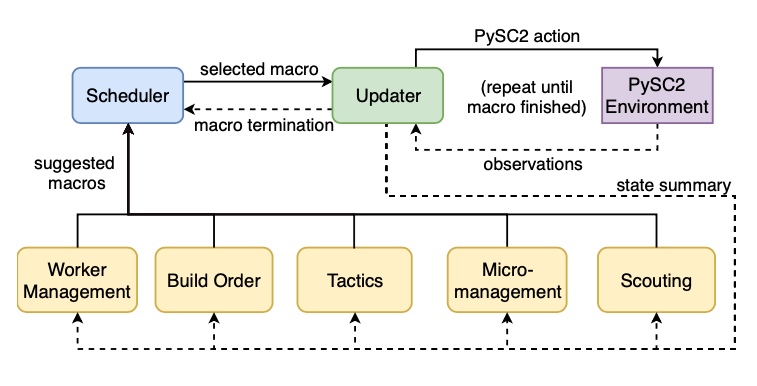 PySC2 action
selected macro
Scheduler
Updater
(repeat until
macro finished)
PySC2
Environment
macro termination
observations
suggested
macros
state summary
Worker
Management
Build Order
Tactics
Micro-
management
Scouting